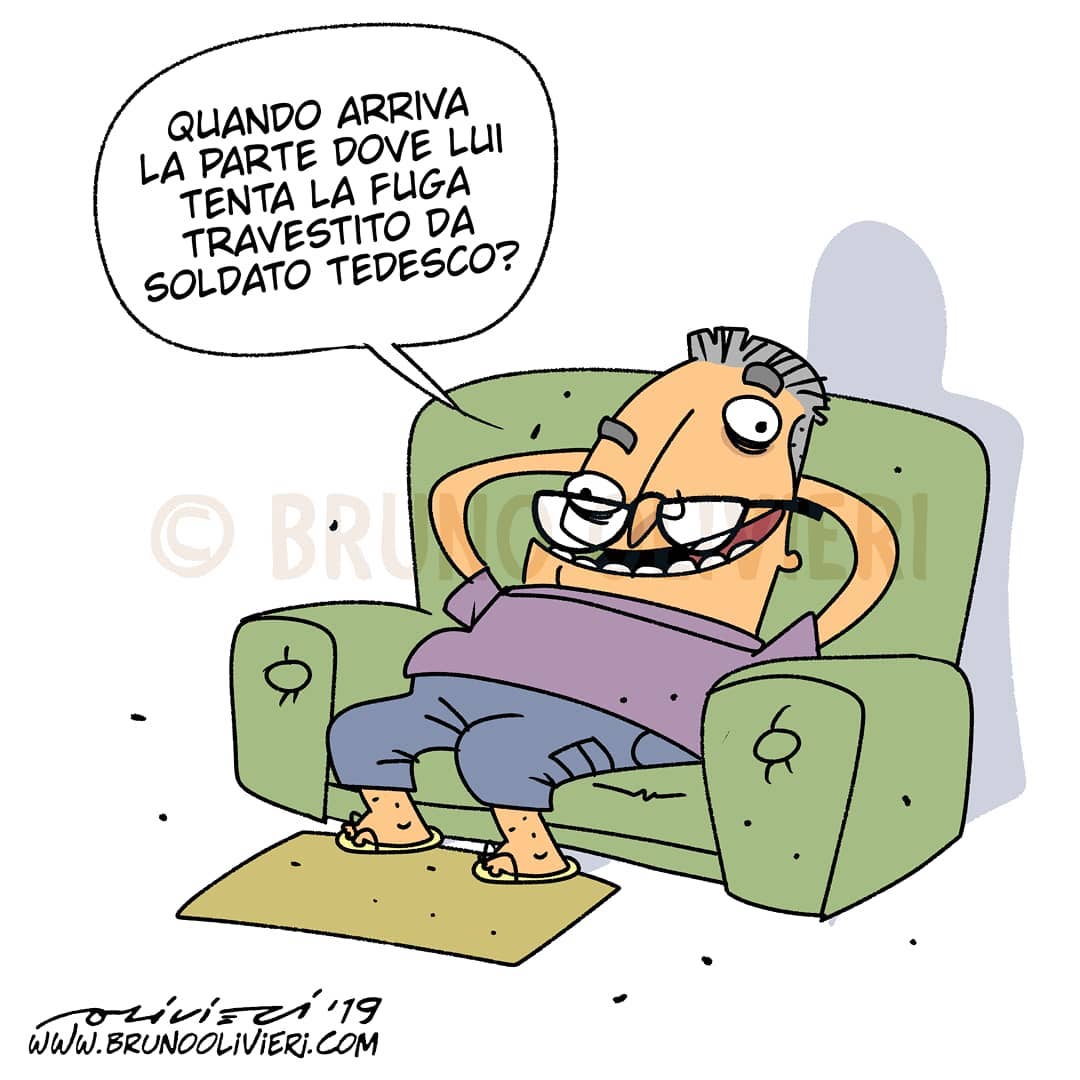 QUANDO ARRIVA
LA PARTE DOVE LUI
TENTA LA FUGA
TRAVESTITO DA
SOLDATO TEDESCO?
© BRUNO OLIVIERI
OLIVIERI '19
WWW.BRUNOOLIVIERI.COM